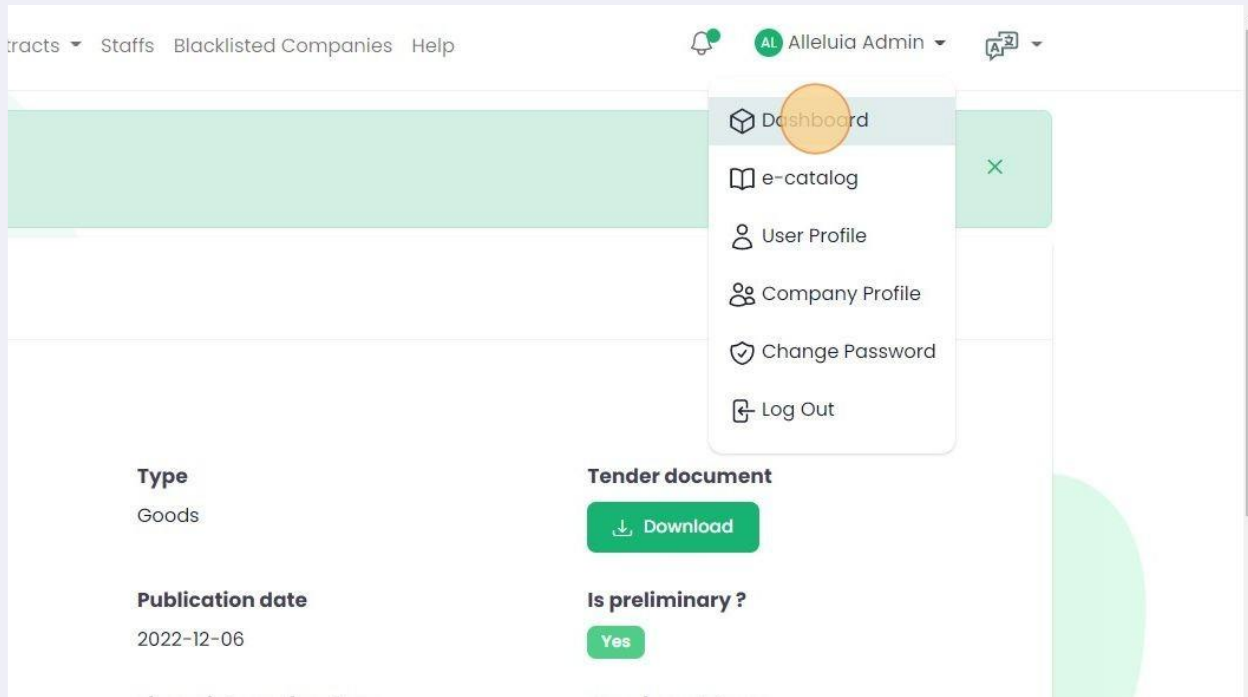 tracts Staffs Blacklisted Companies Help AL Alleluia Admin
Dashboard
e-catalog
User Profile
Company Profile
Change Password
Log Out
Type Tender document
Goods Download
Publication date Is preliminary ?
2022-12-06 Yes